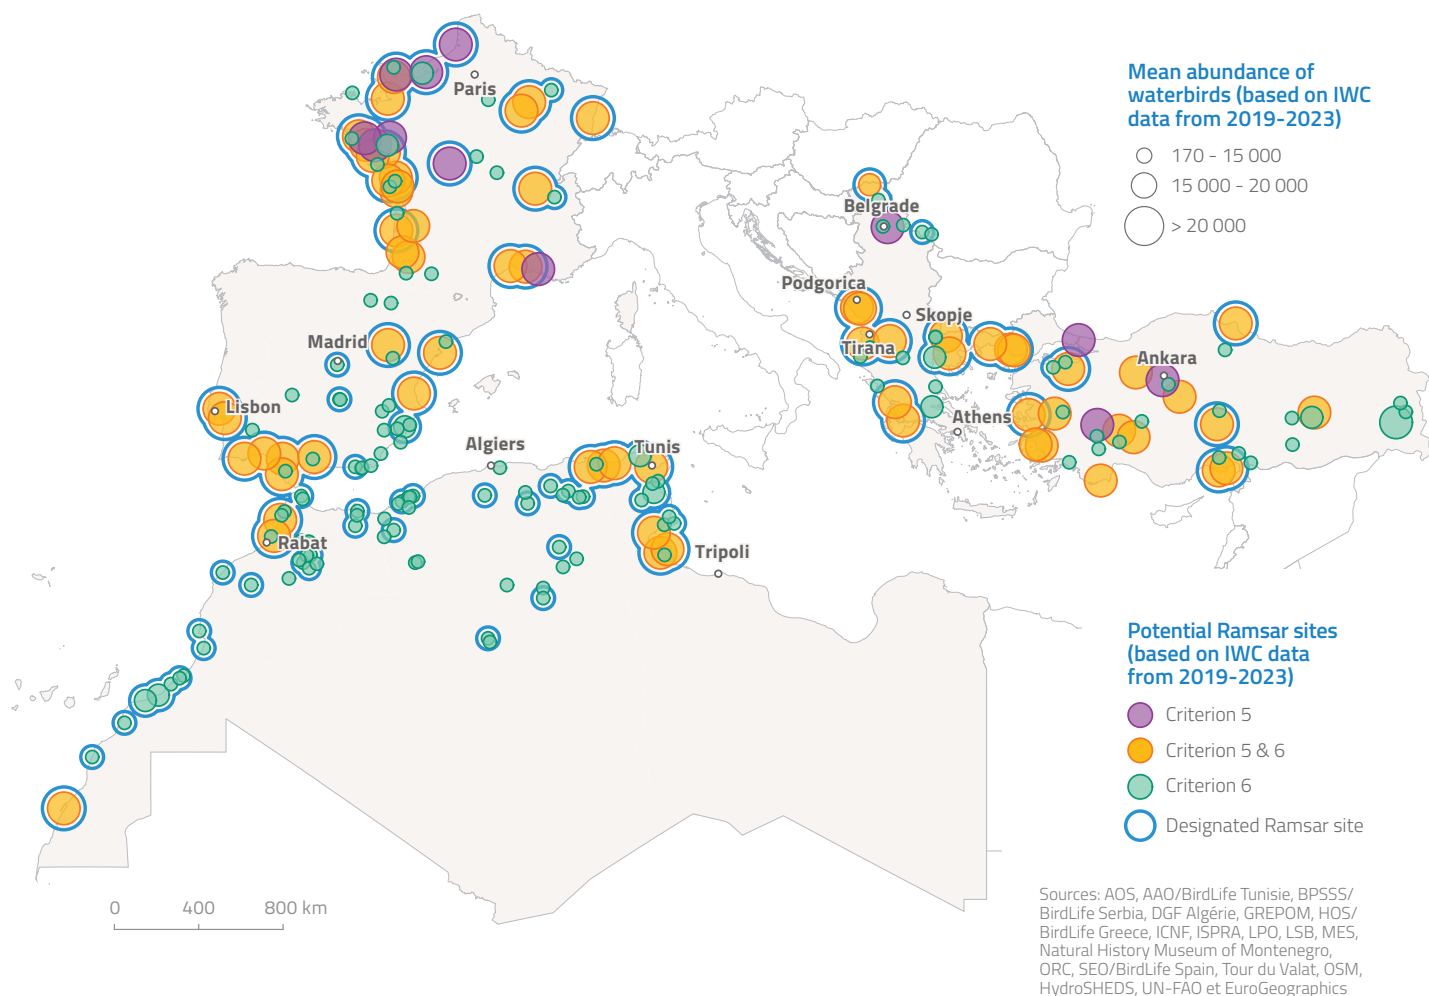 Mean abundance of
waterbirds (based on IWC
data from 2019-2023)
170 - 15 000
15 000 - 20 000
> 20 000
Paris
Belgrade
Podgorica
Skopje
Tirana
Madrid
Ankara
Lisbon
Athens
Algiers
Tunis
Rabat
Tripoli
Potential Ramsar sites
(based on IWC data
from 2019-2023)
Criterion 5
Criterion 5 & 6
Criterion 6
Designated Ramsar site
0 400 800 km
Sources: AOS, AAO/BirdLife Tunisie, BPSSS/
BirdLife Serbia, DGF Algérie, GREPOM, HOS/
BirdLife Greece, ICNF, ISPRA, LPO, LSB, MES,
Natural History Museum of Montenegro,
ORC, SEO/BirdLife Spain, Tour du Valat, OSM,
HydroSHEDS, UN-FAO et EuroGeographics